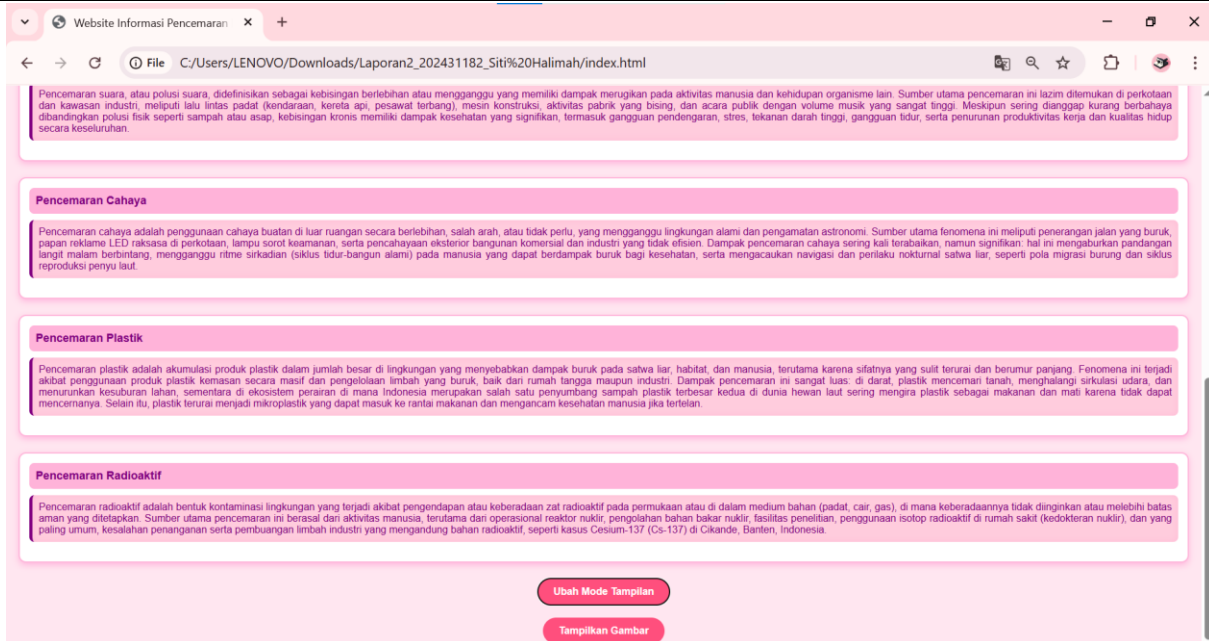 Website Informasi Pencemaran
File C:/Users/LENOVO/Downloads/Laporan2_202431182_Siti%20Halimah/index.html
Pencemaran suara, atau polusi suara, didefinisikan sebagai kebisingan berlebihan atau mengganggu yang memiliki dampak merugikan pada aktivitas manusia dan kehidupan organisme lain. Sumber utama pencemaran ini lazim ditemukan di perkotaan
dan kawasan industri, meliputi lalu lintas padat (kendaraan, kereta api, pesawat terbang), mesin konstruksi, aktivitas pabrik yang bising, dan acara publik dengan volume musik yang sangat tinggi. Meskipun sering dianggap kurang berbahaya
dibandingkan polusi fisik seperti sampah atau asap, kebisingan kronis memiliki dampak kesehatan yang signifikan, termasuk gangguan pendengaran, stres, tekanan darah tinggi, gangguan tidur, serta penurunan produktivitas kerja dan kualitas hidup
secara keseluruhan.
Pencemaran Cahaya
Pencemaran cahaya adalah penggunaan cahaya buatan di luar ruangan secara berlebihan, salah arah, atau tidak perlu, yang mengganggu lingkungan alami dan pengamatan astronomi. Sumber utama fenomena ini meliputi penerangan jalan yang buruk,
papan reklame LED raksasa di perkotaan, lampu sorot keamanan, serta pencahayaan eksterior bangunan komersial dan industri yang tidak efisien. Dampak pencemaran cahaya sering kali terabaikan, namun signifikan: hal ini mengaburkan pandangan
langit malam berbintang, mengganggu ritme sirkadian (siklus tidur-bangun alami) pada manusia yang dapat berdampak buruk bagi kesehatan, serta mengacaukan navigasi dan perilaku nokturnal satwa liar, seperti pola migrasi burung dan siklus
reproduksi penyu laut.
Pencemaran Plastik
Pencemaran plastik adalah akumulasi produk plastik dalam jumlah besar di lingkungan yang menyebabkan dampak buruk pada satwa liar, habitat, dan manusia, terutama karena sifatnya yang sulit terurai dan berumur panjang. Fenomena ini terjadi
akibat penggunaan produk plastik kemasan secara masif dan pengelolaan limbah yang buruk, baik dari rumah tangga maupun industri. Dampak pencemaran ini sangat luas: di darat, plastik mencemari tanah, menghalangi sirkulasi udara, dan
menurunkan kesuburan lahan, sementara di ekosistem perairan di mana Indonesia merupakan salah satu penyumbang sampah plastik terbesar kedua di dunia hewan laut sering mengira plastik sebagai makanan dan mati karena tidak dapat
mencernanya. Selain itu, plastik terurai menjadi mikroplastik yang dapat masuk ke rantai makanan dan mengancam kesehatan manusia jika tertelan.
Pencemaran Radioaktif
Pencemaran radioaktif adalah bentuk kontaminasi lingkungan yang terjadi akibat pengendapan atau keberadaan zat radioaktif pada permukaan atau di dalam medium bahan (padat, cair, gas), di mana keberadaannya tidak diinginkan atau melebihi batas
aman yang ditetapkan. Sumber utama pencemaran ini berasal dari aktivitas manusia, terutama dari operasional reaktor nuklir, pengolahan bahan bakar nuklir, fasilitas penelitian, penggunaan isotop radioaktif di rumah sakit (kedokteran nuklir), dan yang
paling umum, kesalahan penanganan serta pembuangan limbah industri yang mengandung bahan radioaktif, seperti kasus Cesium-137 (Cs-137) di Cikande, Banten, Indonesia.
Ubah Mode Tampilan
Tampilkan Gambar